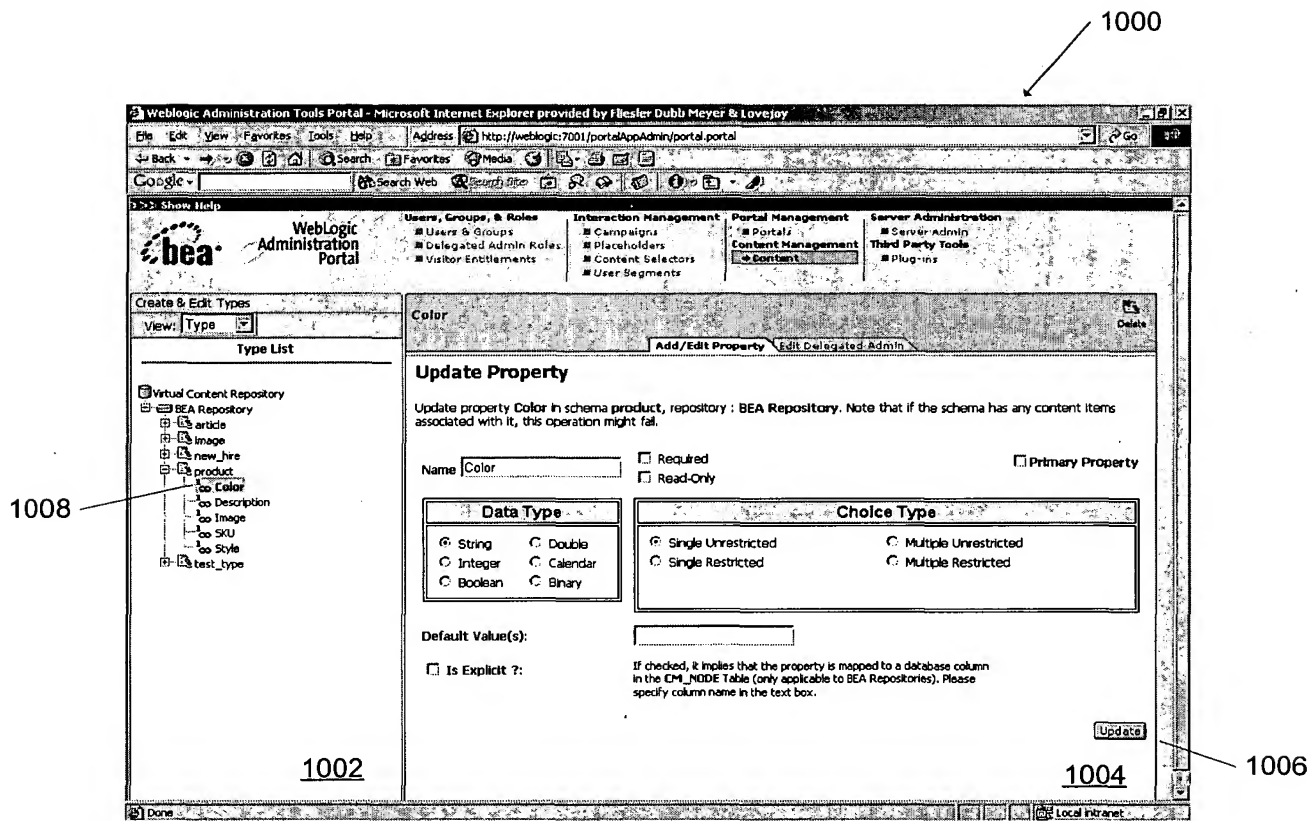 1000
Weblogic Administration Tools Portal - Microsoft Internet Explorer provided by Fliesler Dubb Meyer & Lovejoy
File Edit View Favorites Tools Help Address http://weblogic:7001/portalAppAdmin/portal.portal Go
Back Search Favorites Media
Google Search Web Search Site
>>> Show Help
bea WebLogic Administration Portal
Users, Groups, & Roles
Users & Groups
Delegated Admin Roles
Visitor Entitlements
Interaction Management
Campaigns
Placeholders
Content Selectors
User Segments
Portal Management
Portals
Content Management
Content
Server Administration
Server Admin
Third Party Tools
Plug-ins
Create & Edit Types
View: Type
Type List
Virtual Content Repository
BEA Repository
article
image
new_hire
product
Color
Description
Image
SKU
Style
test_type
1008
1002
Color
Delete
Add/Edit Property Edit Delegated Admin
Update Property
Update property Color in schema product, repository : BEA Repository. Note that if the schema has any content items
associated with it, this operation might fail.
Name Color Required Primary Property
Read-Only
Data Type
String Double
Integer Calendar
Boolean Binary
Choice Type
Single Unrestricted Multiple Unrestricted
Single Restricted Multiple Restricted
Default Value(s):
Is Explicit ?: If checked, it implies that the property is mapped to a database column
in the CM_NODE Table (only applicable to BEA Repositories). Please
specify column name in the text box.
Update
1004
1006
Done Local intranet